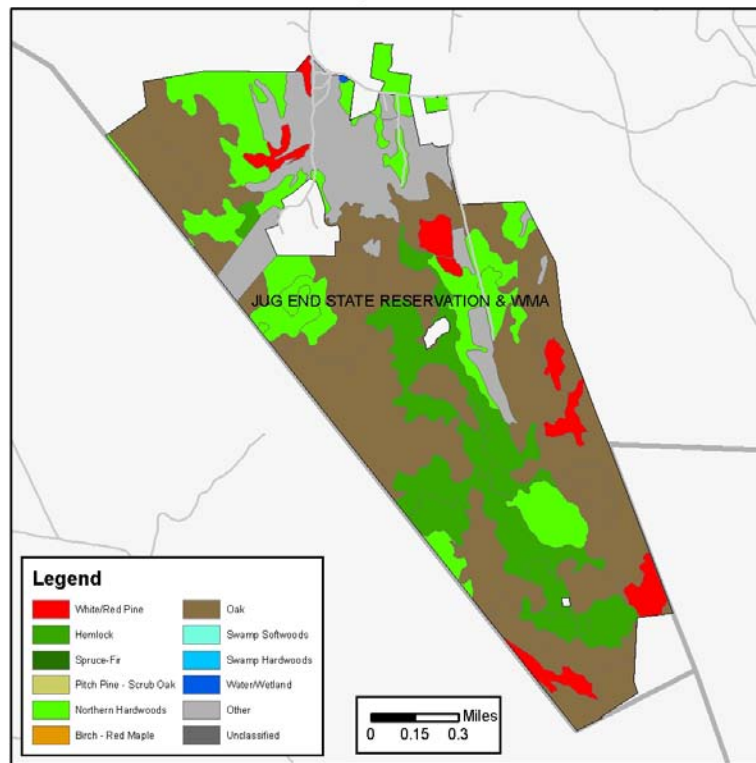 JUG END STATE RESERVATION & WMA
Legend
White/Red Pine
Hemlock
Spruce-Fir
Pitch Pine - Scrub Oak
Northern Hardwoods
Birch - Red Maple
Oak
Swamp Softwoods
Swamp Hardwoods
Water/Wetland
Other
Unclassified
Miles
0 0.15 0.3